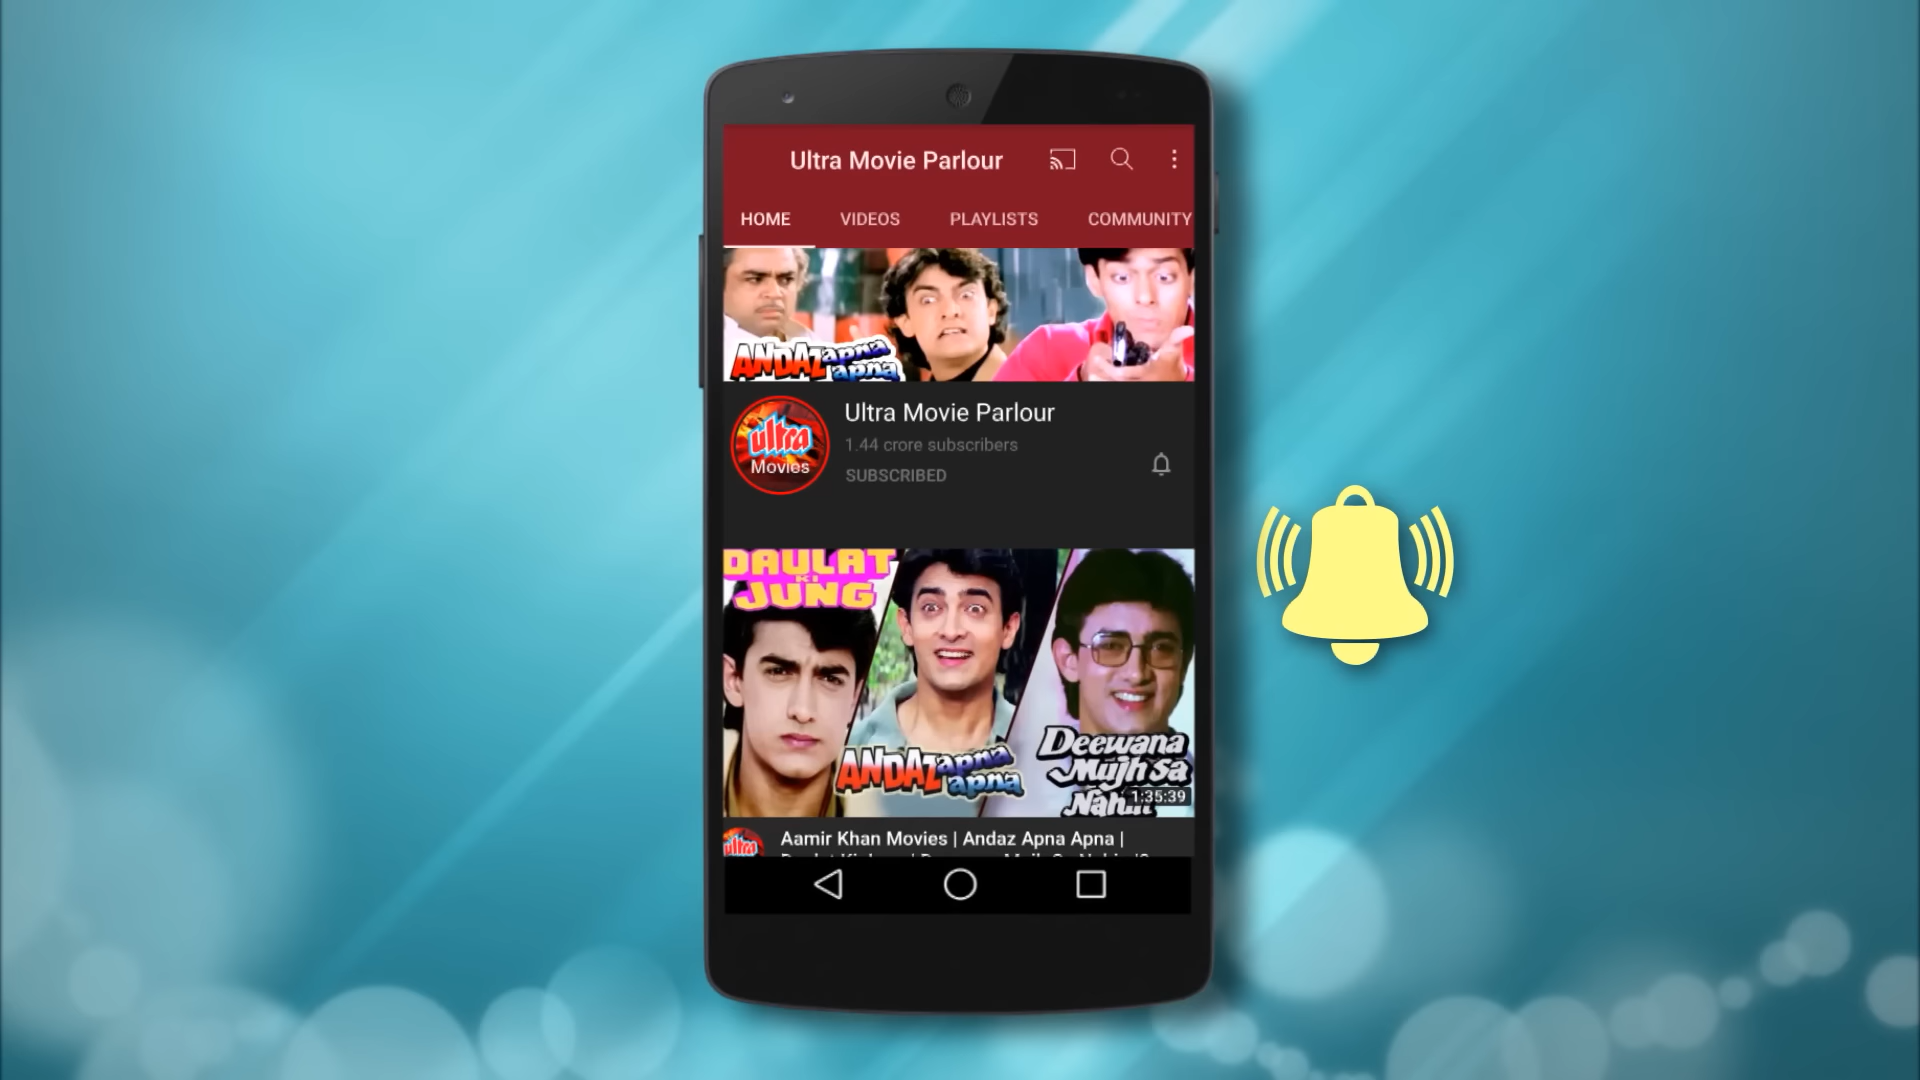 Ultra Movie Parlour
HOME VIDEOS PLAYLISTS COMMUNITY
ANDAZ apna apna
ultra Movies
Ultra Movie Parlour
1.44 crore subscribers
SUBSCRIBED
DAULAT
KI
JUNG
ANDAZ apna apna
Deewana
Mujh Sa
Nahin
1:35:39
ultra
Aamir Khan Movies | Andaz Apna Apna |